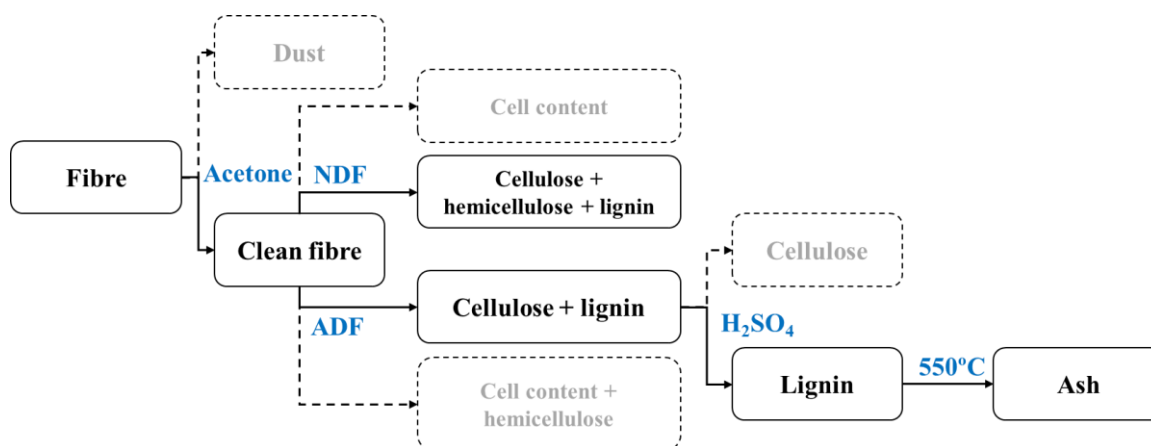 Dust
Cell content
Fibre
Acetone
NDF
Cellulose +
hemicellulose + lignin
Clean fibre
Cellulose
ADF
Cellulose + lignin
H₂SO₄
Cell content +
hemicellulose
Lignin
550ºC
Ash